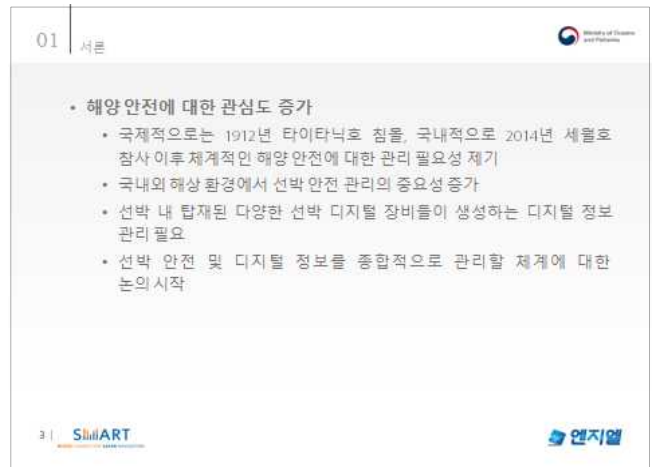 01
서론
Ministry of Oceans
and Fisheries
• 해양 안전에 대한 관심도 증가
• 국제적으로는 1912년 타이타닉호 침몰, 국내적으로 2014년 세월호
참사 이후 체계적인 해양 안전에 대한 관리 필요성 제기
• 국내외 해상 환경에서 선박 안전 관리의 중요성 증가
• 선박 내 탑재된 다양한 선박 디지털 장비들이 생성하는 디지털 정보
관리 필요
• 선박 안전 및 디지털 정보를 종합적으로 관리할 체계에 대한
논의 시작
3 |
SMART
엔지엘